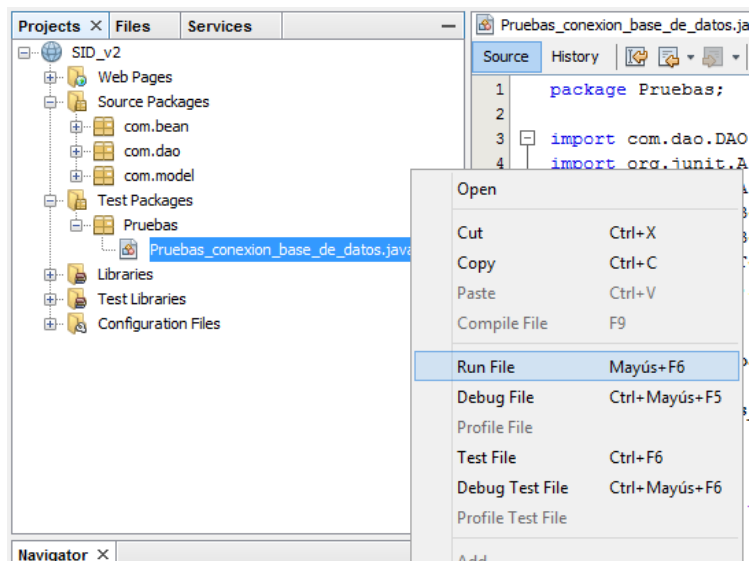 Projects × Files Services
SID_v2
Web Pages
Source Packages
com.bean
com.dao
com.model
Test Packages
Pruebas
Pruebas_conexion_base_de_datos.java
Libraries
Test Libraries
Configuration Files
Navigator ×
Pruebas_conexion_base_de_datos.ja
Source History
1 package Pruebas;
2
3 import com.dao.DAO
4 import org.junit.A
Open
Cut Ctrl+X
Copy Ctrl+C
Paste Ctrl+V
Compile File F9
Run File Mayús+F6
Debug File Ctrl+Mayús+F5
Profile File
Test File Ctrl+F6
Debug Test File Ctrl+Mayús+F6
Profile Test File
Add